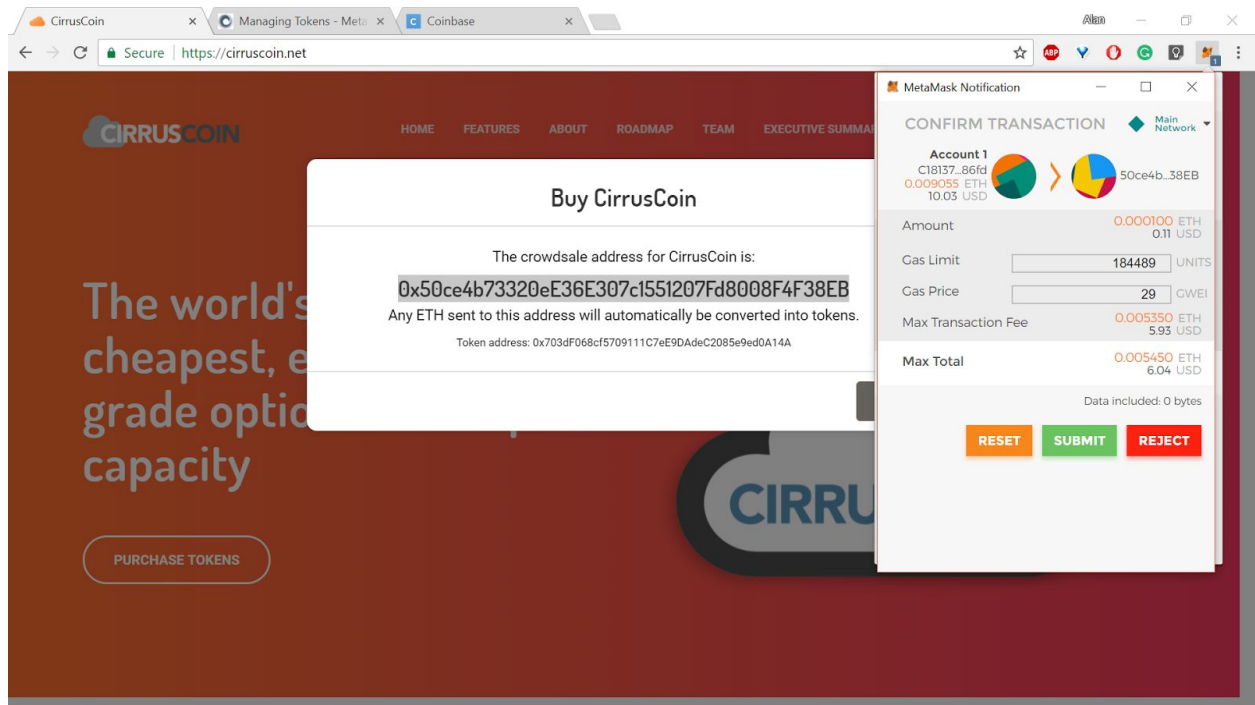 CirrusCoin
Managing Tokens - Meta
Coinbase
Alan
Secure https://cirruscoin.net
CIRRUSCOIN
HOME FEATURES ABOUT ROADMAP TEAM EXECUTIVE SUMMA
Buy CirrusCoin
The crowdsale address for CirrusCoin is:
0x50ce4b73320eE36E307c1551207Fd8008F4F38EB
Any ETH sent to this address will automatically be converted into tokens.
Token address: 0x703dF068cf5709111C7eE9DAdeC2085e9ed0A14A
The world's
cheapest, e
grade optio
capacity
PURCHASE TOKENS
CIRRU
MetaMask Notification
CONFIRM TRANSACTION
Main
Network
Account 1
C18137...86fd
0.009055 ETH
10.03 USD
50ce4b...38EB
Amount 0.000100 ETH
0.11 USD
Gas Limit 184489 UNITS
Gas Price 29 GWEI
Max Transaction Fee 0.005350 ETH
5.93 USD
Max Total 0.005450 ETH
6.04 USD
Data included: 0 bytes
RESET SUBMIT REJECT